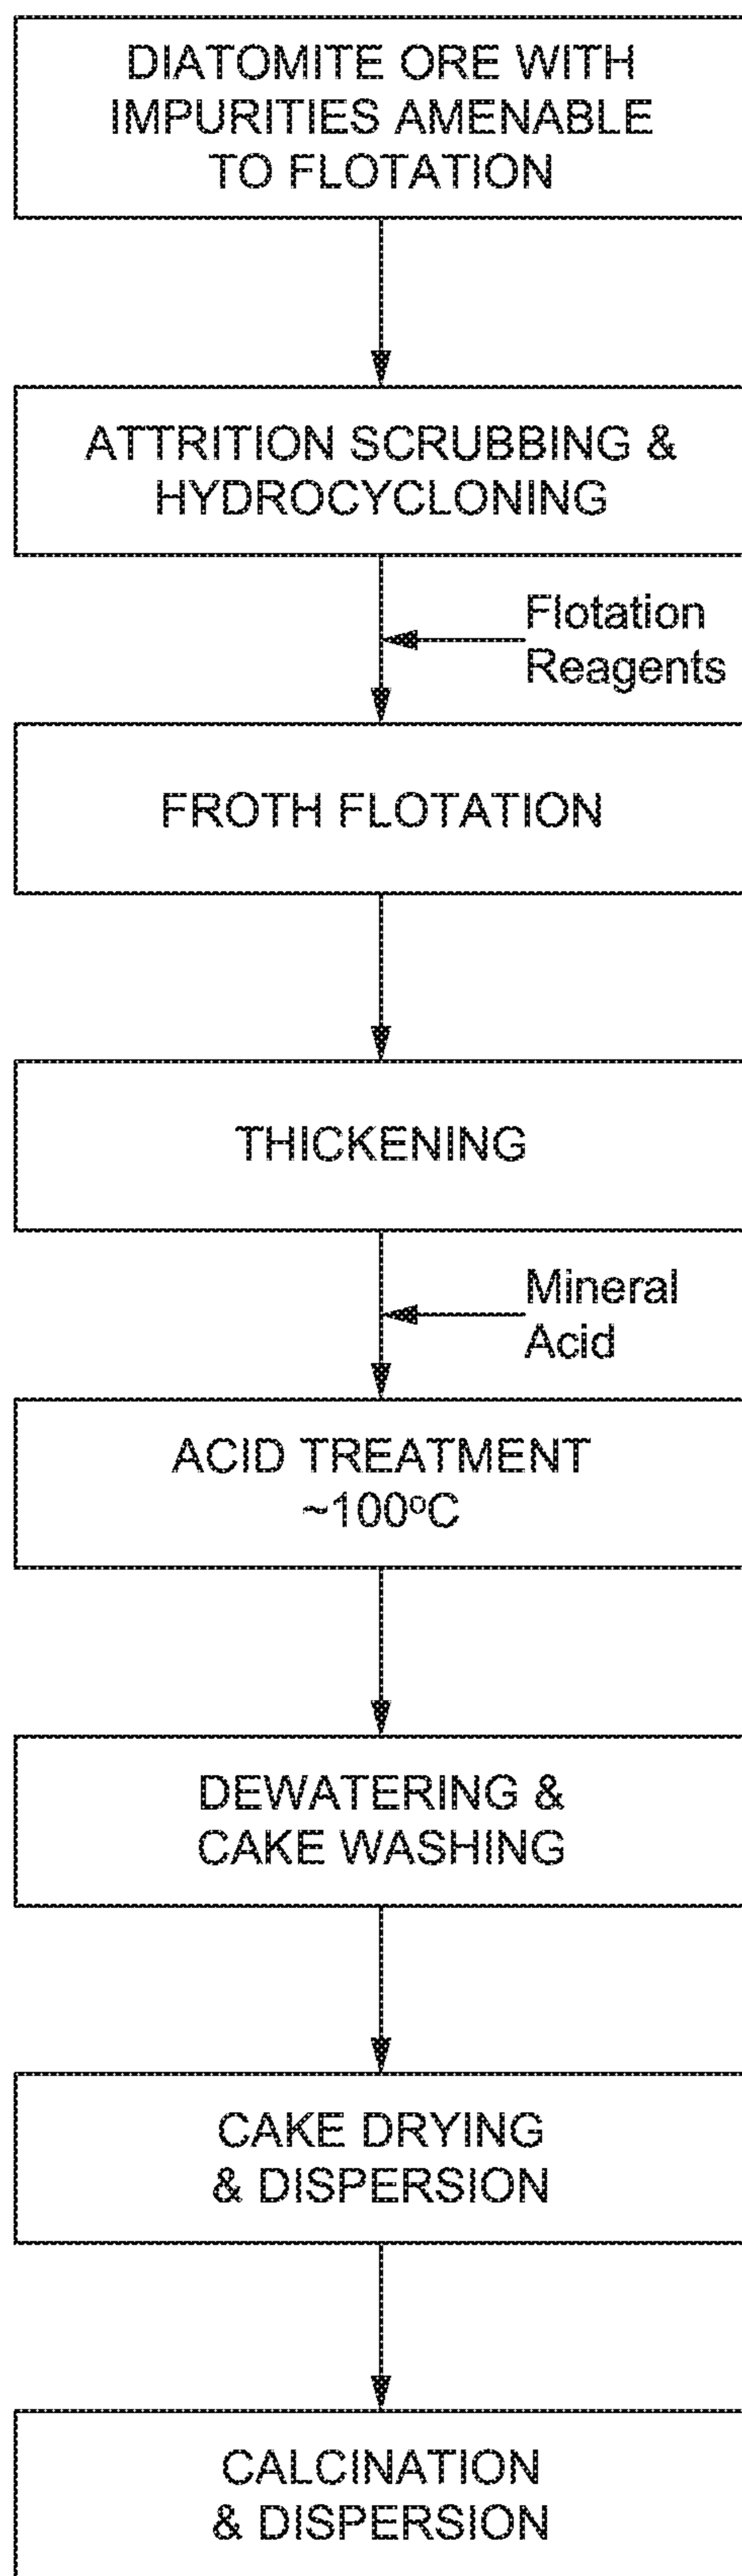 DIATOMITE ORE WITH
IMPURITIES AMENABLE
TO FLOTATION
ATTRITION SCRUBBING &
HYDROCYCLONING
Flotation
Reagents
FROTH FLOTATION
THICKENING
Mineral
Acid
ACID TREATMENT
~100°C
DEWATERING &
CAKE WASHING
CAKE DRYING
& DISPERSION
CALCINATION
& DISPERSION